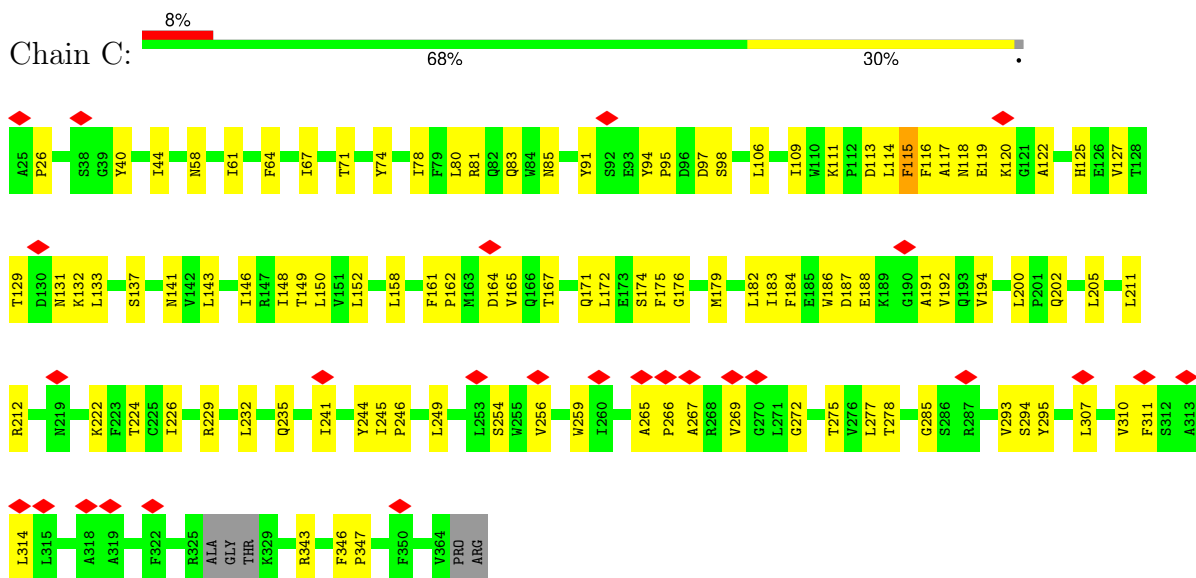 8%
Chain C:
68% 30% •
A25 P26 S38 G39 Y40 I44 N58 I61 F64 I67 T71 Y74 I78 F79 L80 R81 Q82 Q83 W84 N85 Y91 S92 E93 Y94 P95 D96 D97 S98 L106 I109 W110 K111 P112 D113 L114 F115 F116 A117 N118 E119 K120 G121 A122 H125 E126 V127 T128
T129 D130 N131 K132 L133 S137 N141 V142 L143 I146 R147 I148 T149 L150 V151 L152 L158 F161 P162 M163 D164 V165 Q166 T167 Q171 L172 E173 S174 F175 G176 M179 L182 I183 F184 E185 W186 D187 E188 K189 G190 A191 V192 Q193 V194 L200 P201 Q202 L205 L211
R212 N219 K222 F223 T224 C225 I226 R229 L232 Q235 I241 Y244 I245 P246 L249 L253 S254 W255 V256 W259 I260 A265 P266 A267 R268 V269 G270 L271 G272 T275 V276 L277 T278 G285 S286 R287 V293 S294 Y295 L307 V310 F311 S312 A313
L314 L315 A318 A319 F322 R325 ALA GLY THR K329 R343 F346 P347 F350 V364 PRO ARG